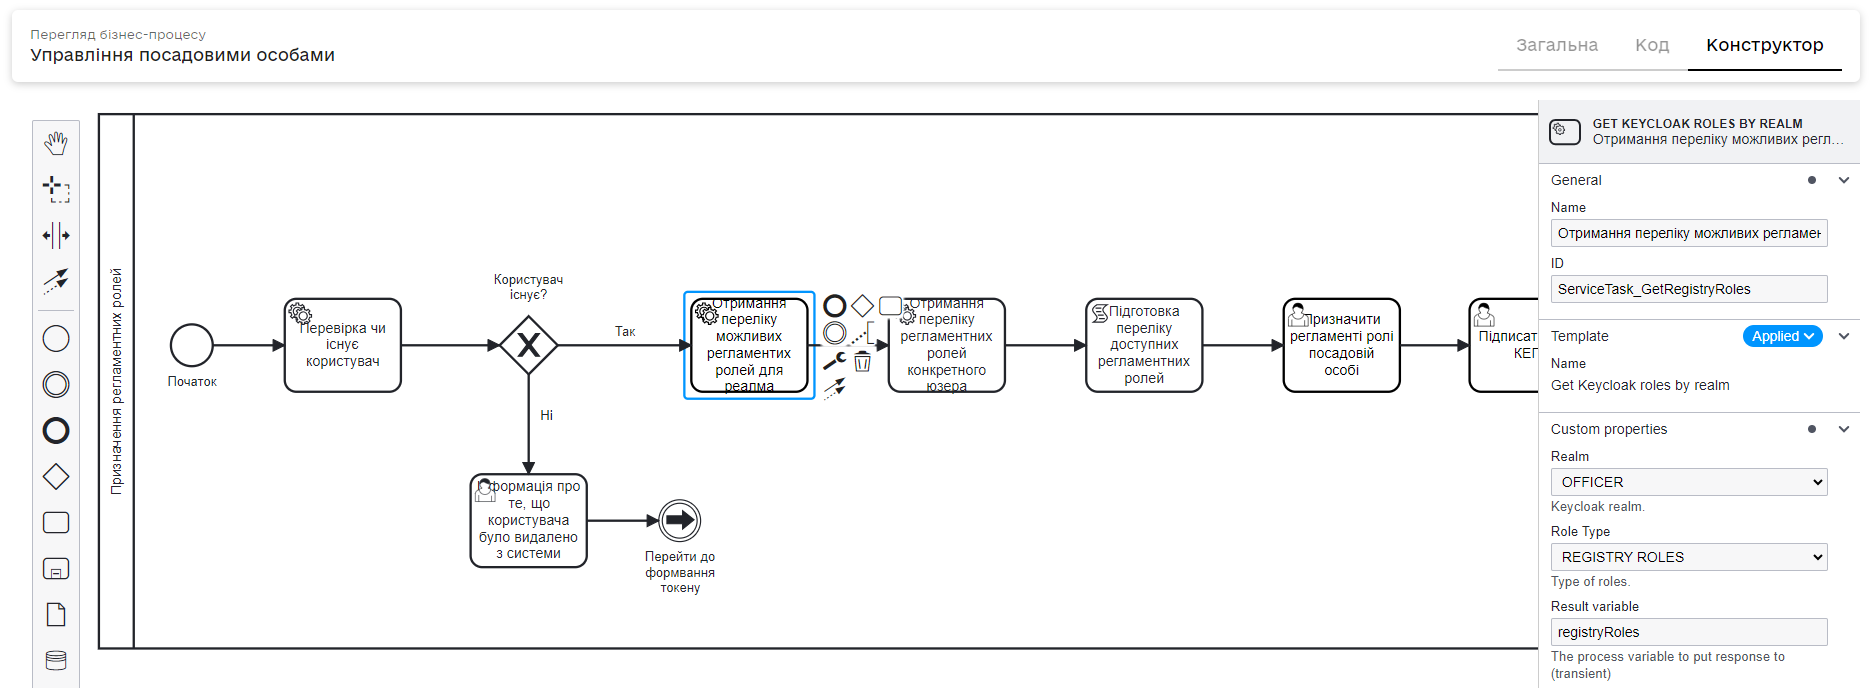 Перегляд бізнес-процесу
Управління посадовими особами
Загальна
Код
Конструктор
Призначення регламентних ролей
Початок
Перевірка чи
існує
користувач
Користувач
існує?
Так
Ні
Отримання
переліку
можливих
регламентих
ролей для
реалма
Отримання
переліку
регламентних
ролей
конкретного
юзера
Підготовка
переліку
доступних
регламентних
ролей
Призначити
регламенті ролі
посадовій
особі
Інформація про
те, що
користувача
було видалено
з системи
Перейти до
формвання
токену
GET KEYCLOAK ROLES BY REALM
Отримання переліку можливих регл...
General
Name
Отримання переліку можливих регламен
ID
ServiceTask_GetRegistryRoles
Template
Applied
Name
Get Keycloak roles by realm
Custom properties
Realm
OFFICER
Keycloak realm.
Role Type
REGISTRY ROLES
Type of roles.
Result variable
registryRoles
The process variable to put response to
(transient)